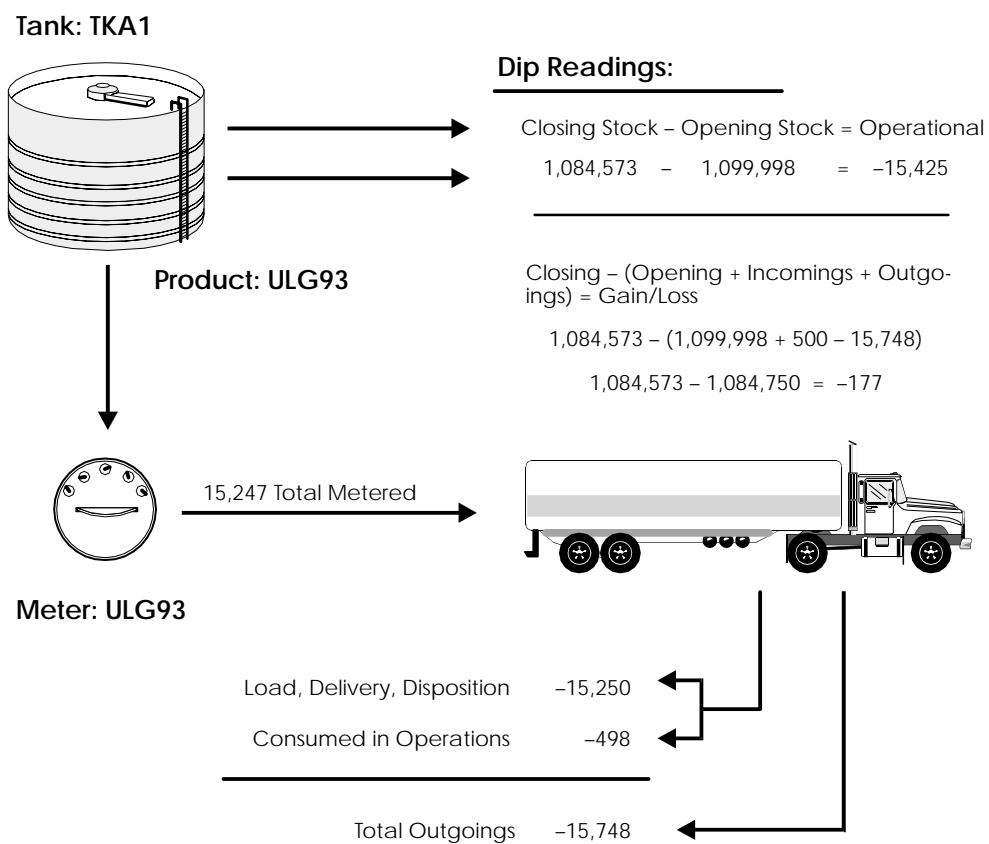 Tank: TKA1
Dip Readings:
Closing Stock – Opening Stock = Operational
1,084,573 – 1,099,998 = –15,425
Product: ULG93
Closing – (Opening + Incomings + Outgo-
ings) = Gain/Loss
1,084,573 – (1,099,998 + 500 – 15,748)
1,084,573 – 1,084,750 = –177
15,247 Total Metered
Meter: ULG93
Load, Delivery, Disposition –15,250
Consumed in Operations –498
Total Outgoings –15,748